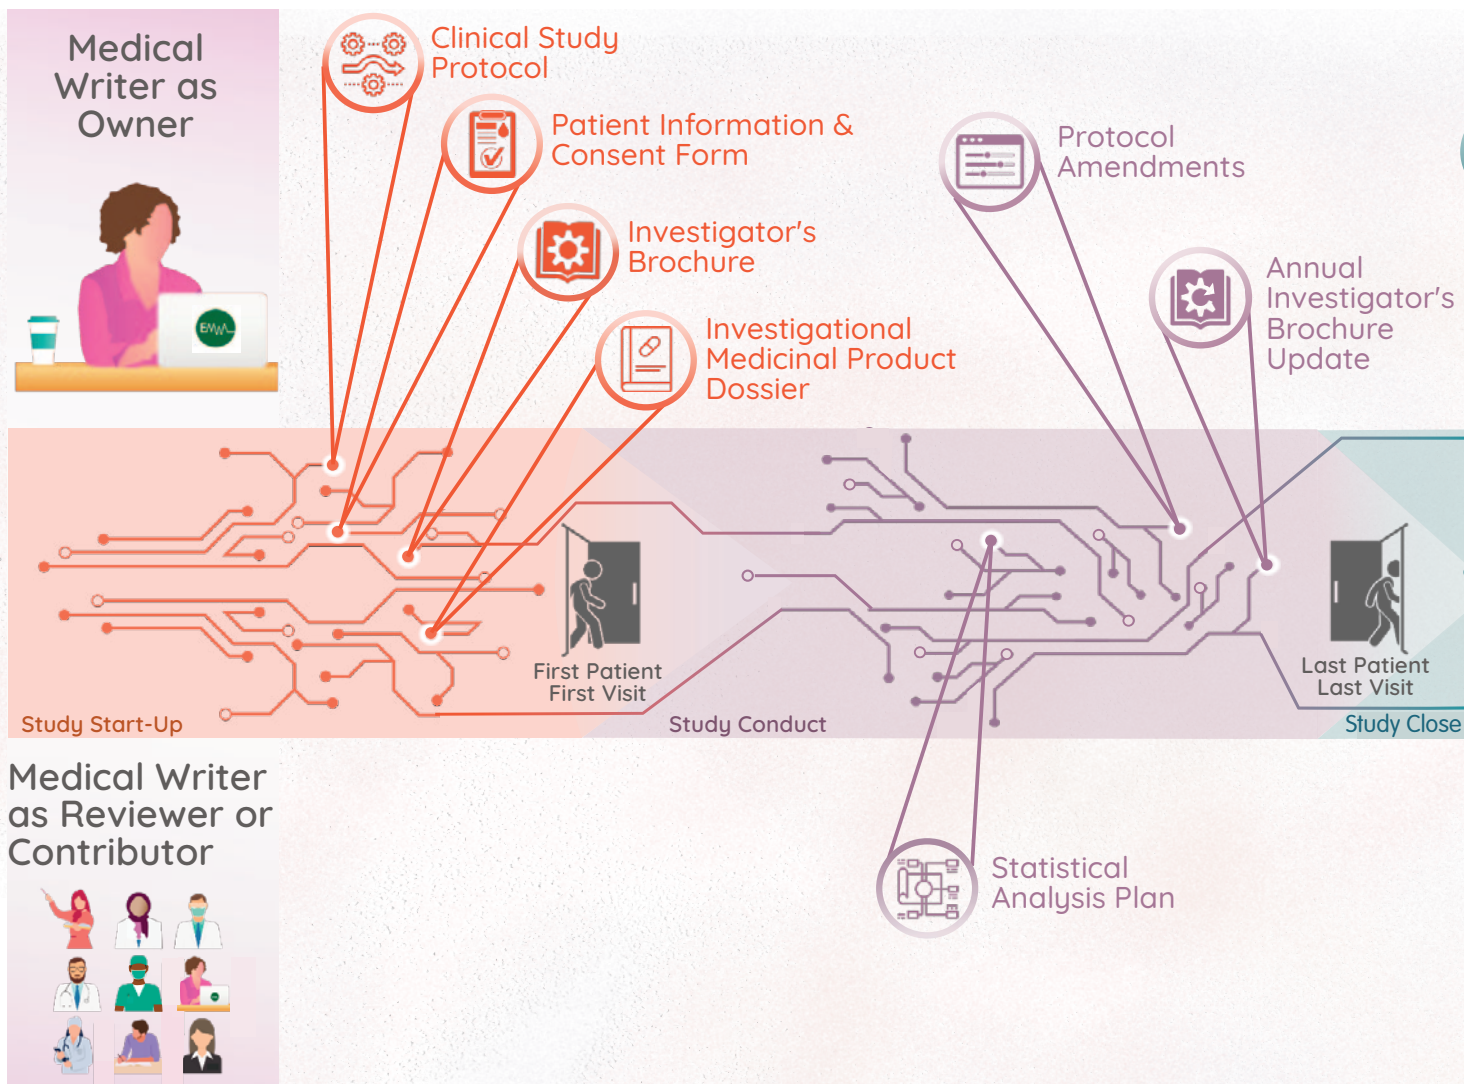 Medical
Writer as
Owner
EMWA
Clinical Study
Protocol
Patient Information &
Consent Form
Investigator's
Brochure
Investigational
Medicinal Product
Dossier
Protocol
Amendments
Annual
Investigator's
Brochure
Update
First Patient
First Visit
Last Patient
Last Visit
Study Start-Up
Study Conduct
Study Close
Medical Writer
as Reviewer or
Contributor
Statistical
Analysis Plan